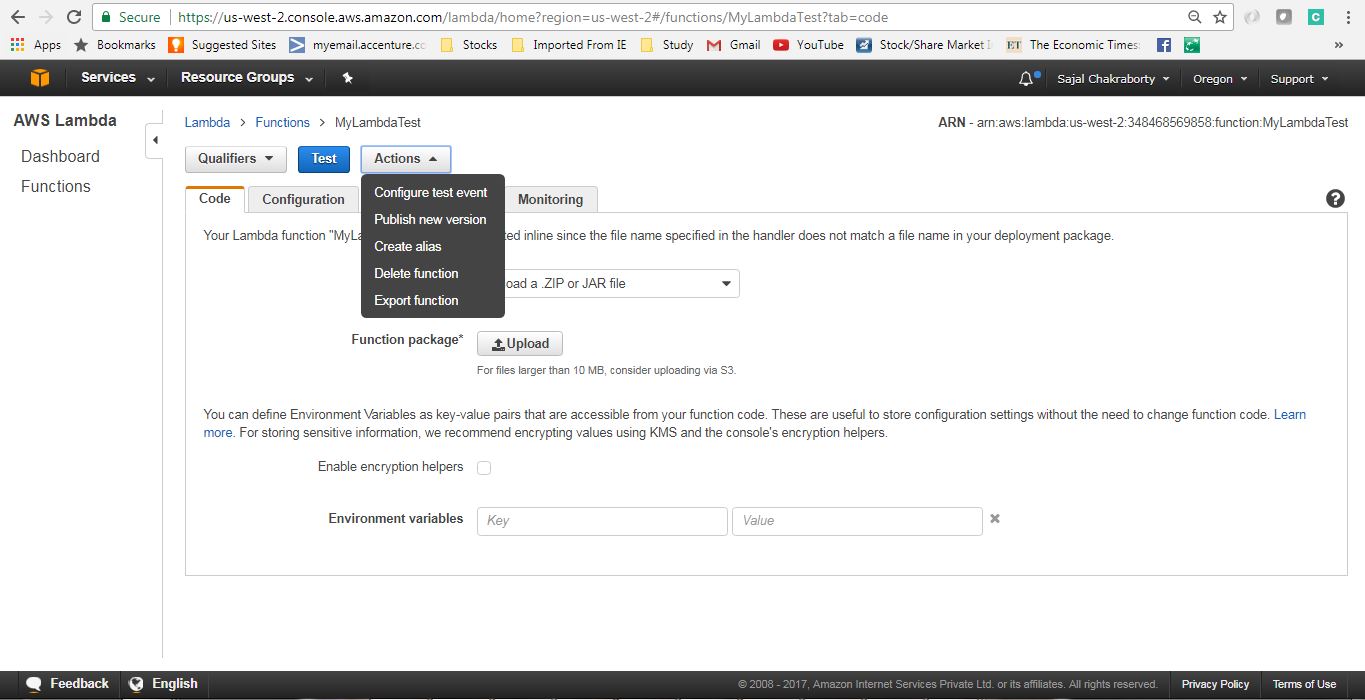 Secure https://us-west-2.console.aws.amazon.com/lambda/home?region=us-west-2#/functions/MyLambdaTest?tab=code
Apps Bookmarks Suggested Sites myemail.accenture.co Stocks Imported From IE Study Gmail YouTube Stock/Share Market ET The Economic Times: »
Services Resource Groups Sajal Chakraborty Oregon Support
AWS Lambda
Dashboard
Functions
Lambda > Functions > MyLambdaTest ARN - arn:aws:lambda:us-west-2:348468569858:function:MyLambdaTest
Qualifiers Test Actions
Configure test event
Publish new version
Create alias
Delete function
Export function
Code Configuration Monitoring
Your Lambda function "MyLa ted inline since the file name specified in the handler does not match a file name in your deployment package.
oad a .ZIP or JAR file
Function package* Upload
For files larger than 10 MB, consider uploading via S3.
You can define Environment Variables as key-value pairs that are accessible from your function code. These are useful to store configuration settings without the need to change function code. Learn
more. For storing sensitive information, we recommend encrypting values using KMS and the console's encryption helpers.
Enable encryption helpers
Environment variables Key Value
Feedback English © 2008 - 2017, Amazon Internet Services Private Ltd. or its affiliates. All rights reserved. Privacy Policy Terms of Use